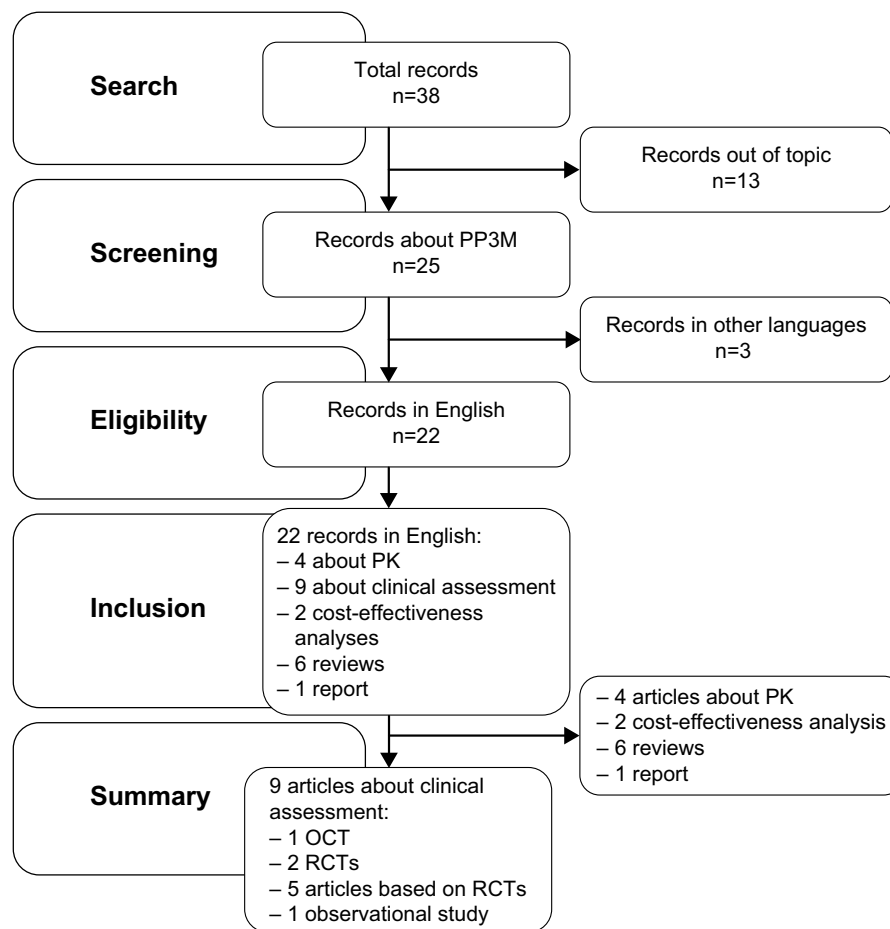 Search
Total records
n=38
Records out of topic
n=13
Screening
Records about PP3M
n=25
Records in other languages
n=3
Eligibility
Records in English
n=22
Inclusion
22 records in English:
– 4 about PK
– 9 about clinical assessment
– 2 cost-effectiveness
analyses
– 6 reviews
– 1 report
– 4 articles about PK
– 2 cost-effectiveness analysis
– 6 reviews
– 1 report
Summary
9 articles about clinical
assessment:
– 1 OCT
– 2 RCTs
– 5 articles based on RCTs
– 1 observational study